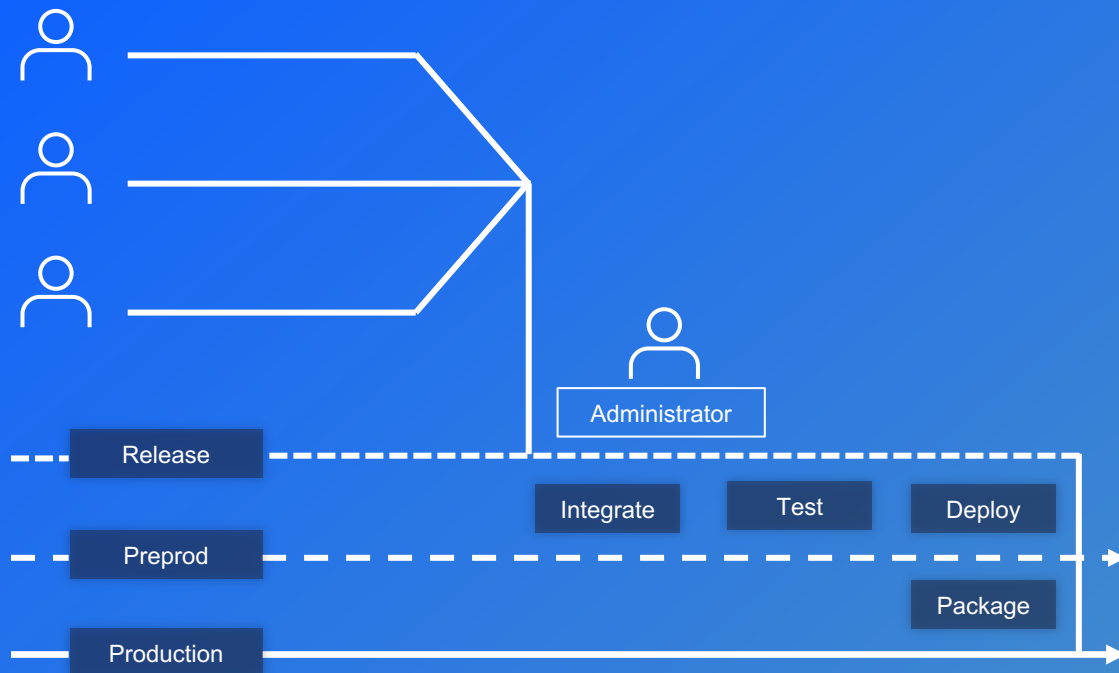 Administrator
Release
Integrate
Test
Deploy
Preprod
Package
Production